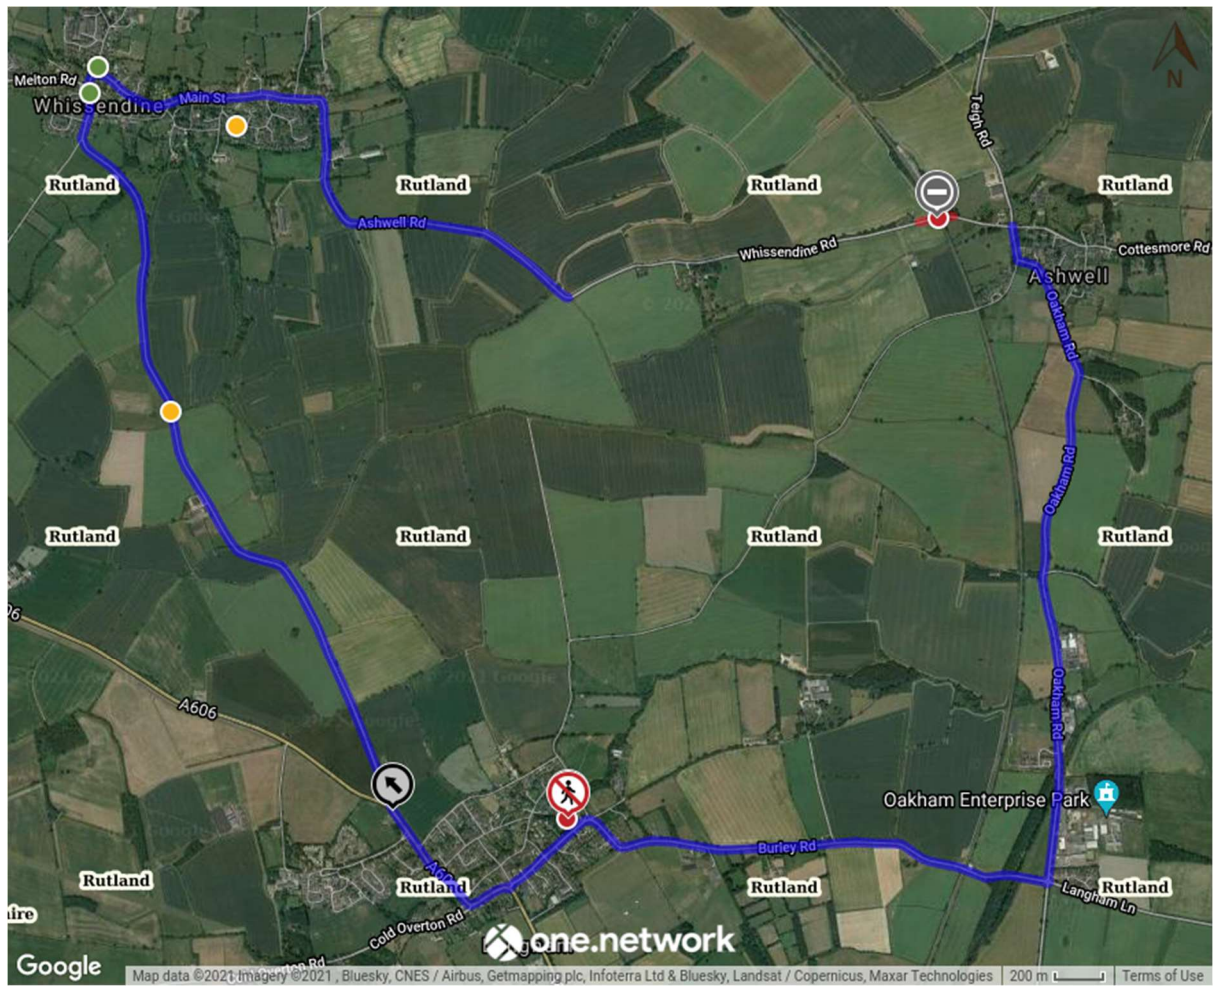 N
Melton Rd
Whissendine
Main St
Teigh Rd
Rutland
Rutland
Rutland
Rutland
Ashwell Rd
Whissendine Rd
Cottesmore Rd
Ashwell
Oakham Rd
Oakham Rd
Rutland
Rutland
Rutland
Rutland
06
Oakham Rd
A606
Oakham Enterprise Park
Burley Rd
Rutland
Rutland
Rutland
Rutland
Langham Ln
Cold Overton Rd
one.network
Google
Map data ©2021 Imagery ©2021 , Bluesky, CNES / Airbus, Getmapping plc, Infoterra Ltd & Bluesky, Landsat / Copernicus, Maxar Technologies
200 m
Terms of Use